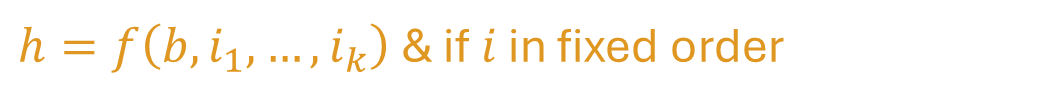 h = f(b, i₁, …, iₖ) & if i in fixed order